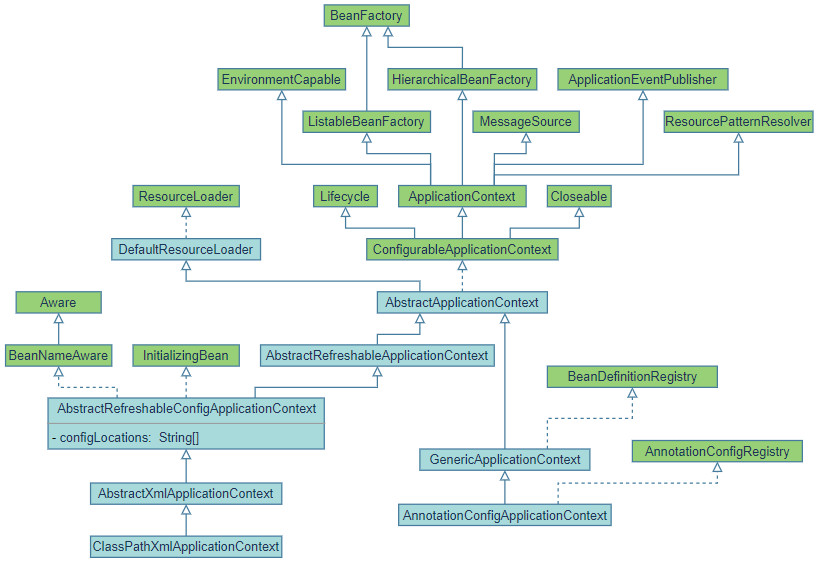 BeanFactory
EnvironmentCapable
HierarchicalBeanFactory
ApplicationEventPublisher
ListableBeanFactory
MessageSource
ResourcePatternResolver
ResourceLoader
Lifecycle
ApplicationContext
Closeable
DefaultResourceLoader
ConfigurableApplicationContext
Aware
AbstractApplicationContext
BeanNameAware
InitializingBean
AbstractRefreshableApplicationContext
BeanDefinitionRegistry
AbstractRefreshableConfigApplicationContext
- configLocations: String[]
GenericApplicationContext
AnnotationConfigRegistry
AbstractXmlApplicationContext
AnnotationConfigApplicationContext
ClassPathXmlApplicationContext